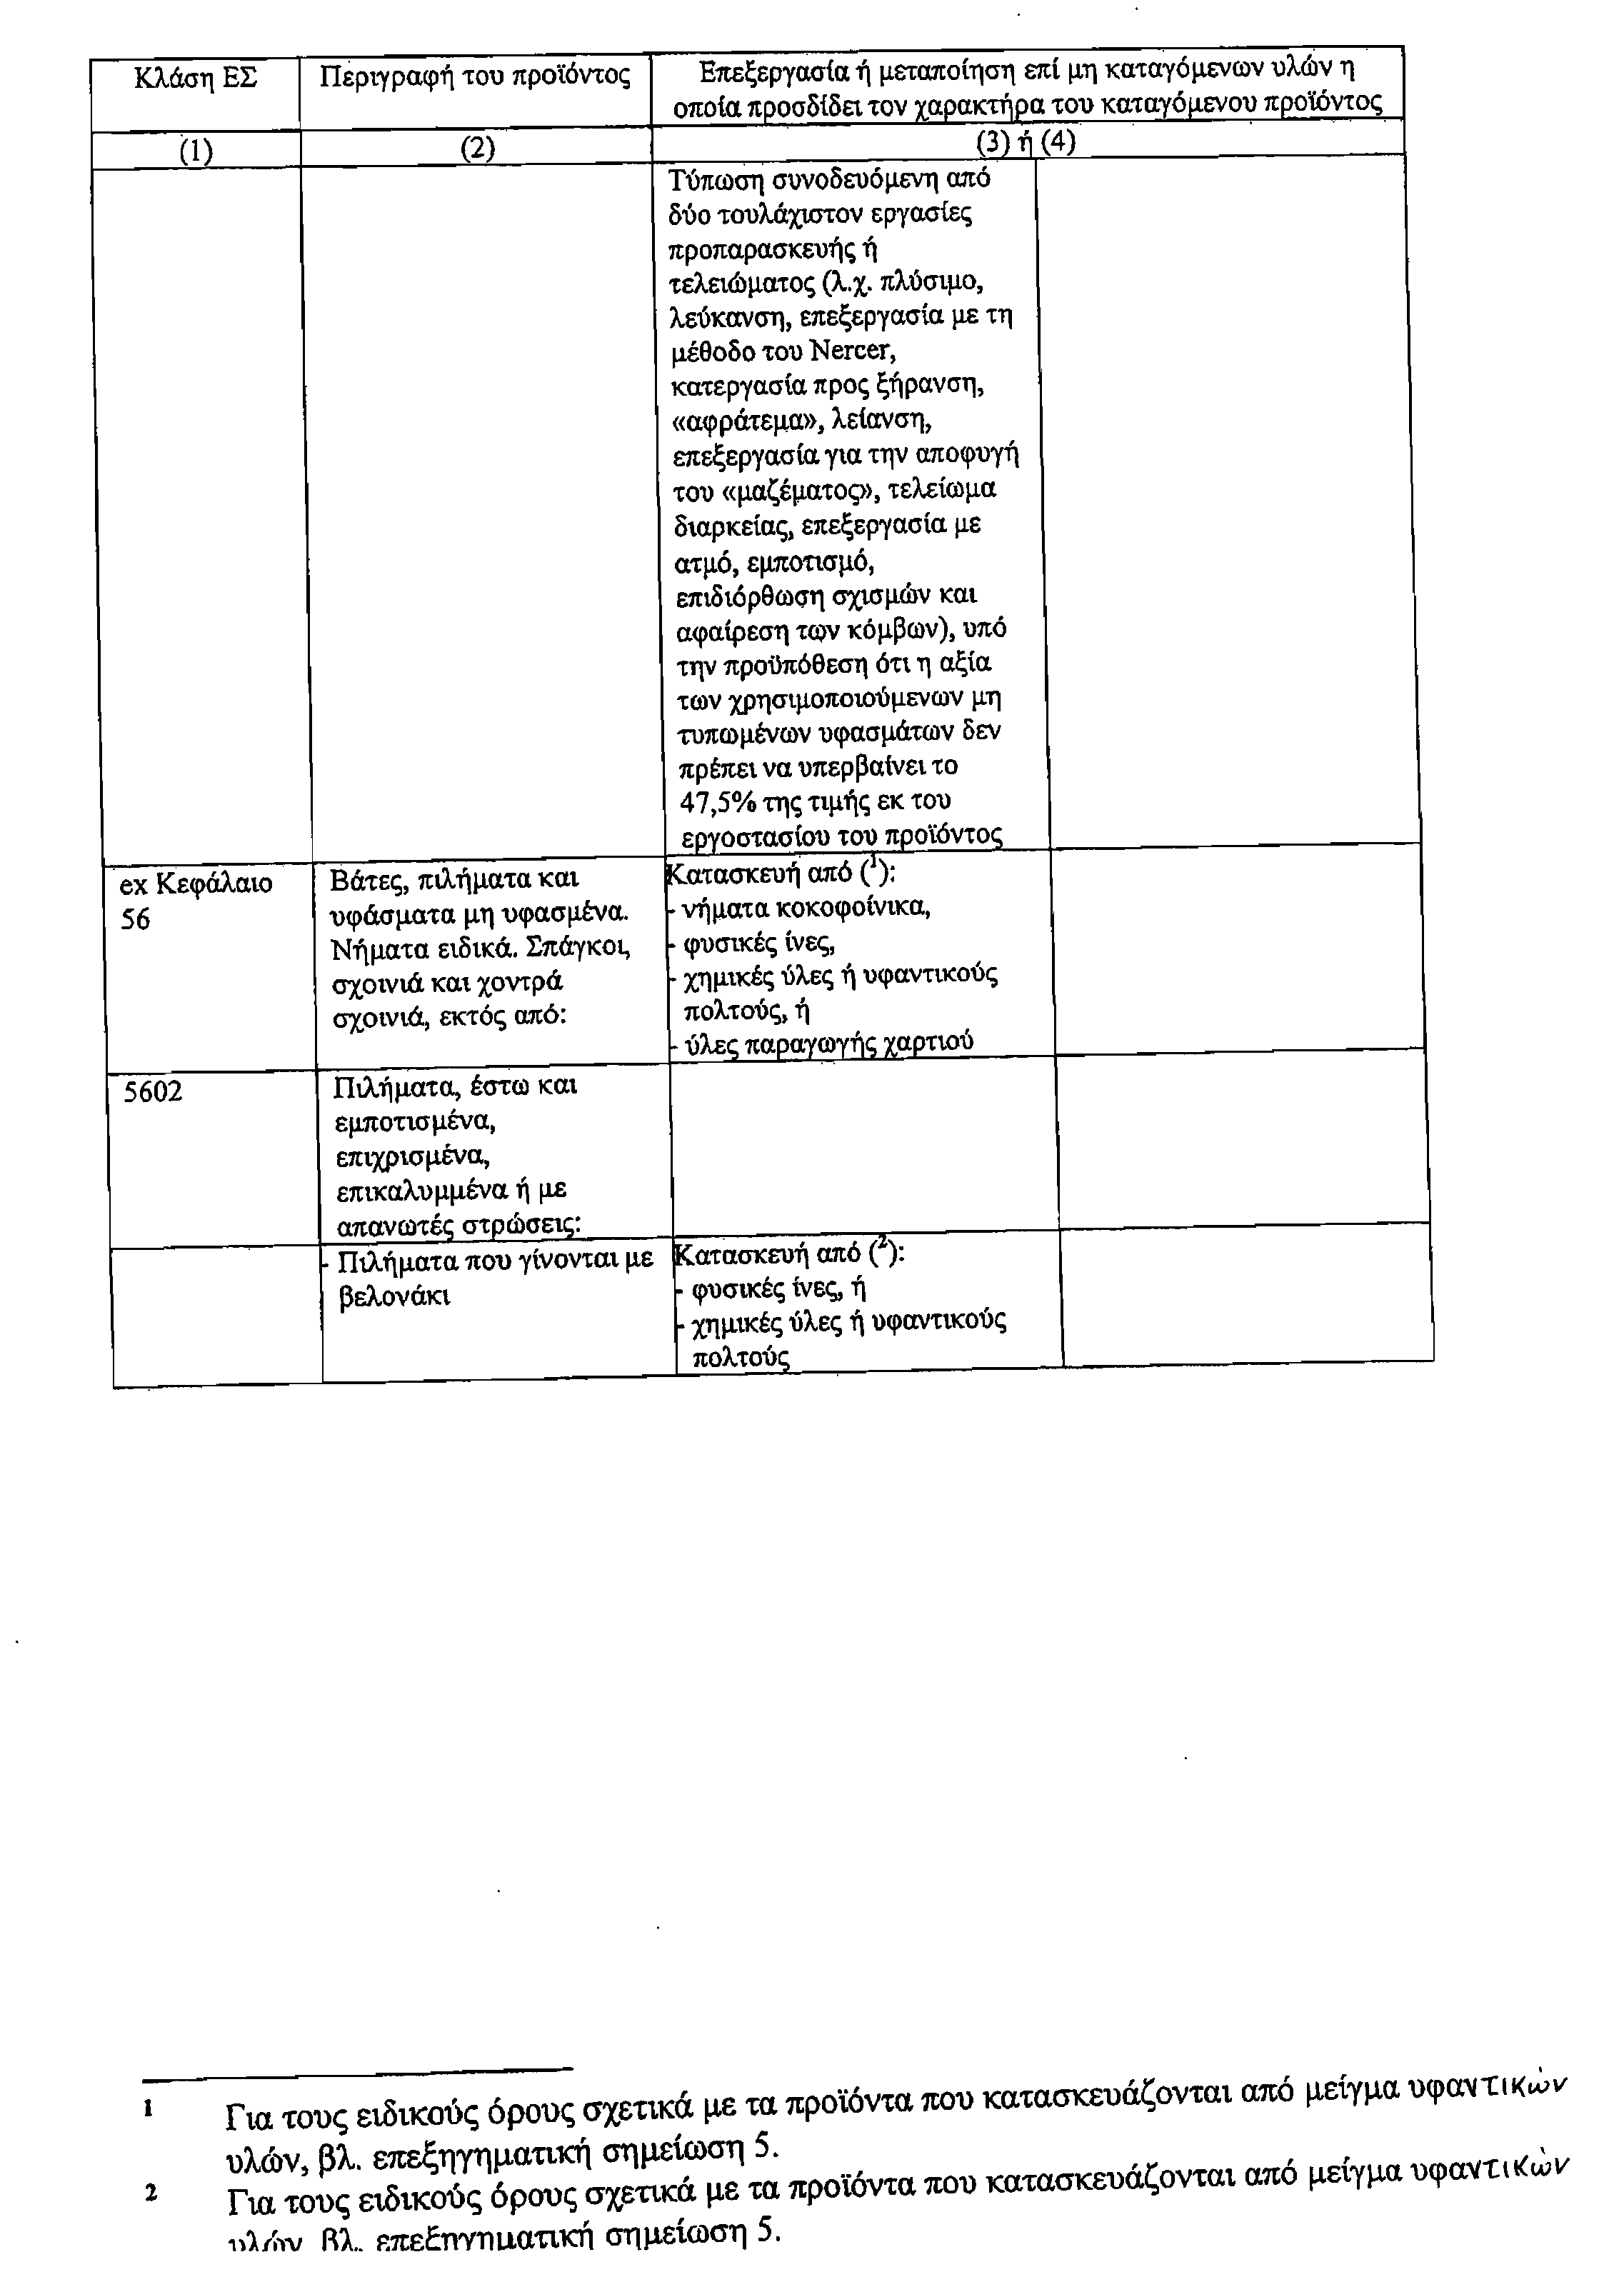 Κλάση ΕΣ
Περιγραφή του προϊόντος
Επεξεργασία ή μεταποίηση επί μη καταγόμενων υλών η
οποία προσδίδει τον χαρακτήρα του καταγόμενου προϊόντος
(1)
(2)
(3) ή (4)
Τύπωση συνοδευόμενη από
δύο τουλάχιστον εργασίες
προπαρασκευής ή
τελειώματος (λ.χ. πλύσιμο,
λεύκανση, επεξεργασία με τη
μέθοδο του Nercer,
κατεργασία προς ξήρανση,
«αφράτεμα», λείανση,
επεξεργασία για την αποφυγή
του «μαζέματος», τελείωμα
διαρκείας, επεξεργασία με
ατμό, εμποτισμό,
επιδιόρθωση σχισμών και
αφαίρεση των κόμβων), υπό
την προϋπόθεση ότι η αξία
των χρησιμοποιούμενων μη
τυπωμένων υφασμάτων δεν
πρέπει να υπερβαίνει το
47,5% της τιμής εκ του
εργοστασίου του προϊόντος
ex Κεφάλαιο
56
Βάτες, πιλήματα και
υφάσματα μη υφασμένα.
Νήματα ειδικά. Σπάγκοι,
σχοινιά και χοντρά
σχοινιά, εκτός από:
Κατασκευή από (1):
- νήματα κοκοφοίνικα,
- φυσικές ίνες,
- χημικές ύλες ή υφαντικούς
πολτούς, ή
- ύλες παραγωγής χαρτιού
5602
Πιλήματα, έστω και
εμποτισμένα,
επιχρισμένα,
επικαλυμμένα ή με
απανωτές στρώσεις:
- Πιλήματα που γίνονται με
βελονάκι
Κατασκευή από (2):
- φυσικές ίνες, ή
- χημικές ύλες ή υφαντικούς
πολτούς
1 Για τους ειδικούς όρους σχετικά με τα προϊόντα που κατασκευάζονται από μείγμα υφαντικών
υλών, βλ. επεξηγηματική σημείωση 5.
2 Για τους ειδικούς όρους σχετικά με τα προϊόντα που κατασκευάζονται από μείγμα υφαντικών
υλών βλ. επεξηγηματική σημείωση 5.